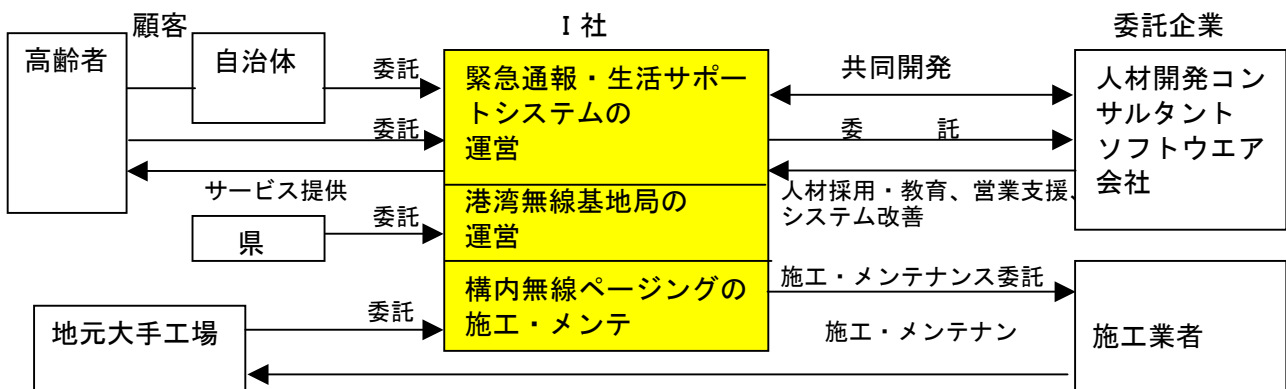 顧客
I 社
委託企業
高齢者
自治体
委託
委託
サービス提供
緊急通報・生活サポー
トシステムの
運営
共同開発
委　　託
人材採用・教育、営業支援、
システム改善
人材開発コン
サルタント
ソフトウエア
会社
県
委託
港湾無線基地局の
運営
地元大手工場
委託
構内無線ページングの
施工・メンテ
施工・メンテナンス委託
施工・メンテナン
施工業者